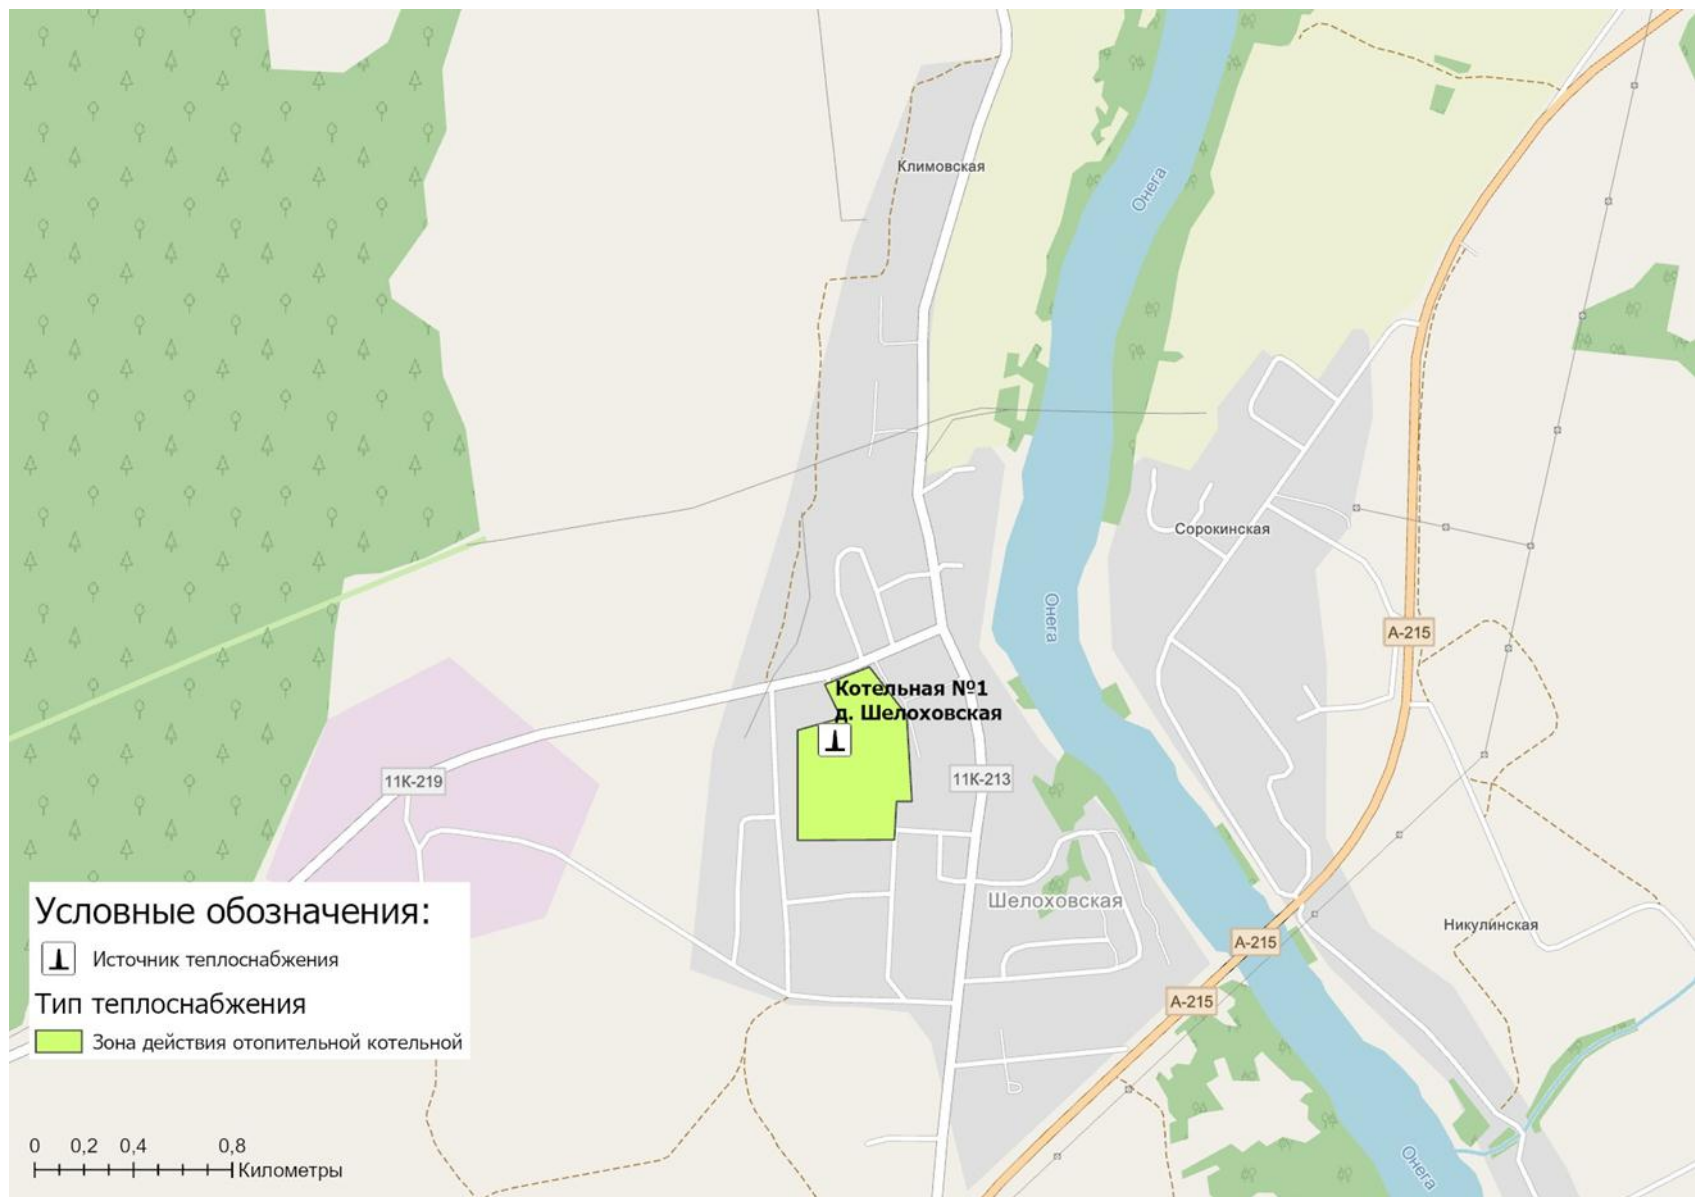 Климовская
Онега
Сорокинская
Онега
А-215
Котельная №1
д. Шелоховская
11К-219
11К-213
Шелоховская
Никулинская
А-215
А-215
Онега
Условные обозначения:
Источник теплоснабжения
Тип теплоснабжения
Зона действия отопительной котельной
0 0,2 0,4 0,8
Километры